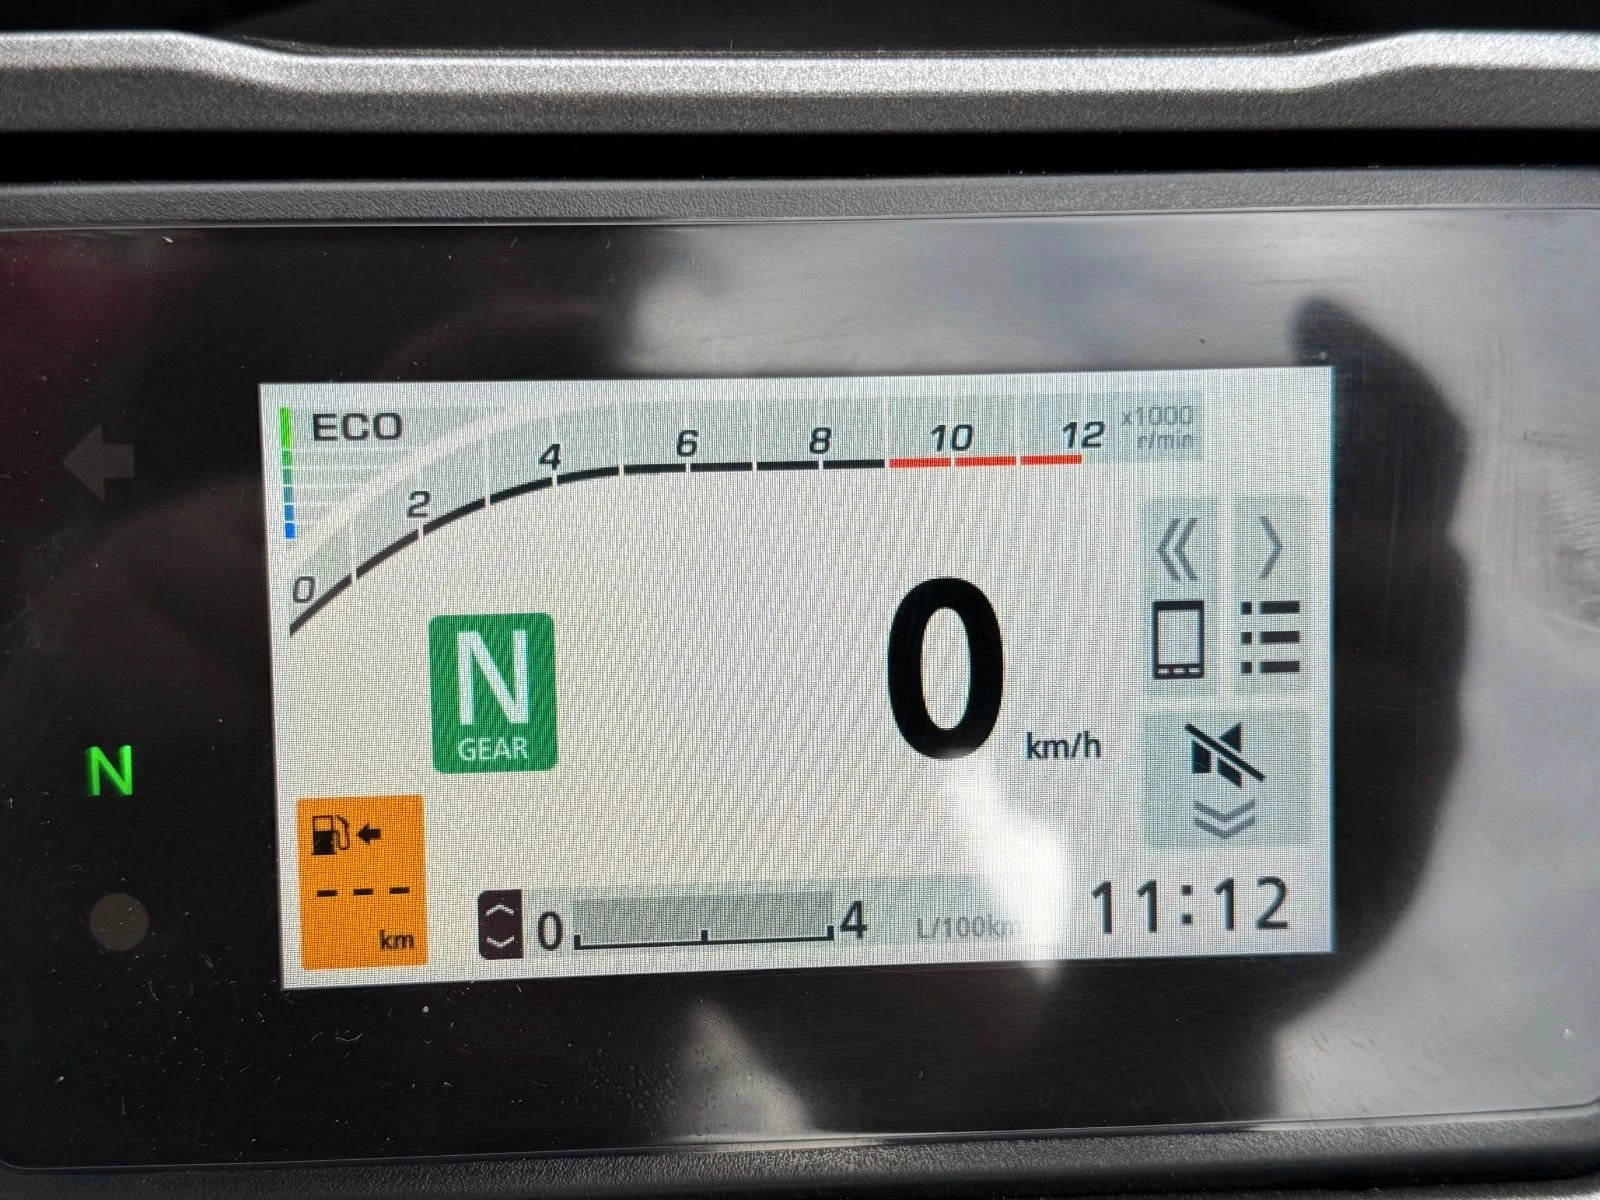 ECO
0 2 4 6 8 10 12 x1000 r/min
N
GEAR
0 km/h
N
--- km
0 4 L/100km
11:12